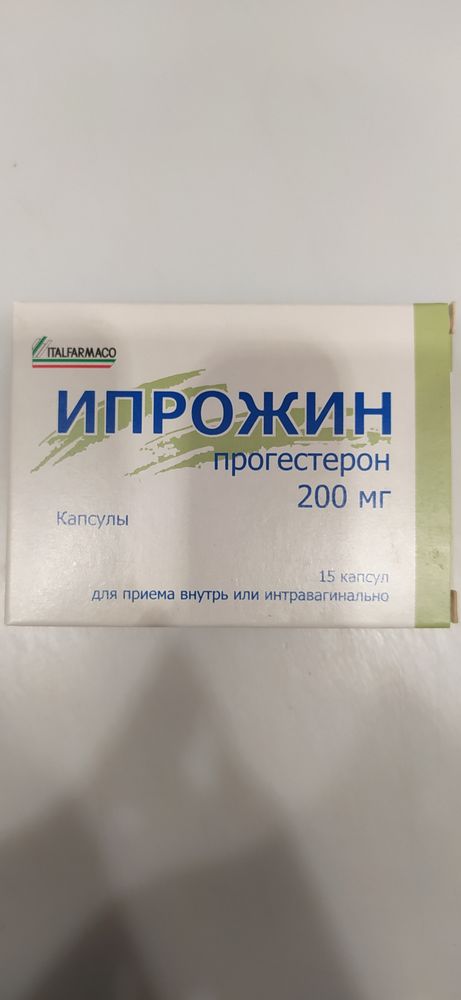 ITALFARMACO
ИПРОЖИН
прогестерон
200 мг
Капсулы
15 капсул
для приема внутрь или интравагинально